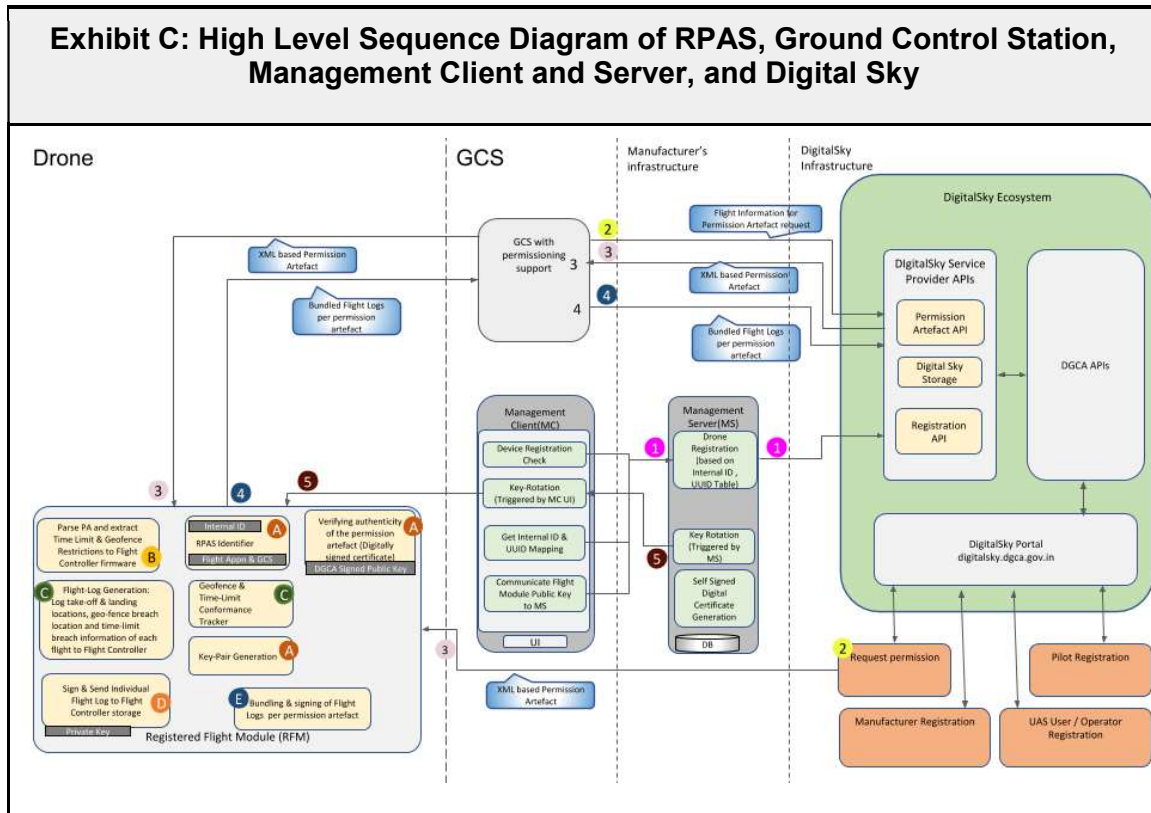 Exhibit C: High Level Sequence Diagram of RPAS, Ground Control Station,
Management Client and Server, and Digital Sky
Drone
GCS
Manufacturer's
infrastructure
DigitalSky
Infrastructure
DigitalSky Ecosystem
XML based Permission
Artefact
Bundled Flight Logs
per permission
artefact
GCS with
permissioning
support
3
4
2
3
4
Flight Information for
Permission Artefact request
XML based Permission
Artefact
Bundled Flight Logs
per permission
artefact
DIgitalSky Service
Provider APIs
Permission
Artefact API
Digital Sky
Storage
Registration
API
DGCA APIs
Management
Client(MC)
Device Registration
Check
Key-Rotation
(Triggered by MC UI)
Get Internal ID &
UUID Mapping
Communicate Flight
Module Public Key
to MS
UI
1
5
Management
Server(MS)
Drone
Registration
(based on
Internal ID ,
UUID Table)
Key Rotation
(Triggered by
MS)
Self Signed
Digital
Certificate
Generation
DB
1
DigitalSky Portal
digitalsky.dgca.gov.in
3
4
5
Parse PA and extract
Time Limit & Geofence
Restrictions to Flight
Controller firmware
B
Internal ID
RPAS Identifier
Flight Appn & GCS
A
Verifying authenticity
of the permission
artefact (Digitally
signed certificate)
DGCA Signed Public Key
A
C
Flight-Log Generation:
Log take-off & landing
locations, geo-fence breach
location and time-limit
breach information of each
flight to Flight Controller
Geofence &
Time-Limit
Conformance
Tracker
C
Key-Pair Generation
A
Sign & Send Individual
Flight Log to Flight
Controller storage
Private Key
D
E
Bundling & signing of Flight
Logs per permission artefact
Registered Flight Module (RFM)
3
XML based Permission
Artefact
2
Request permission
Pilot Registration
Manufacturer Registration
UAS User / Operator
Registration